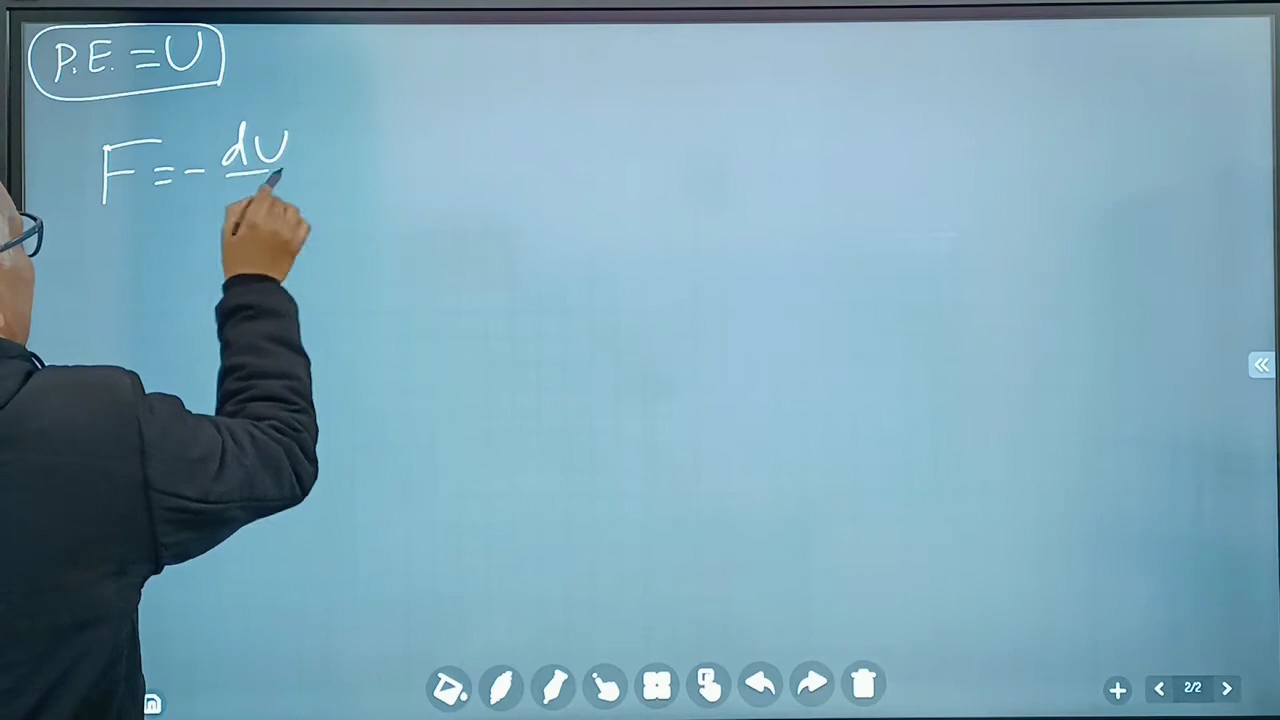 P.E. = U
F = - dU
2/2